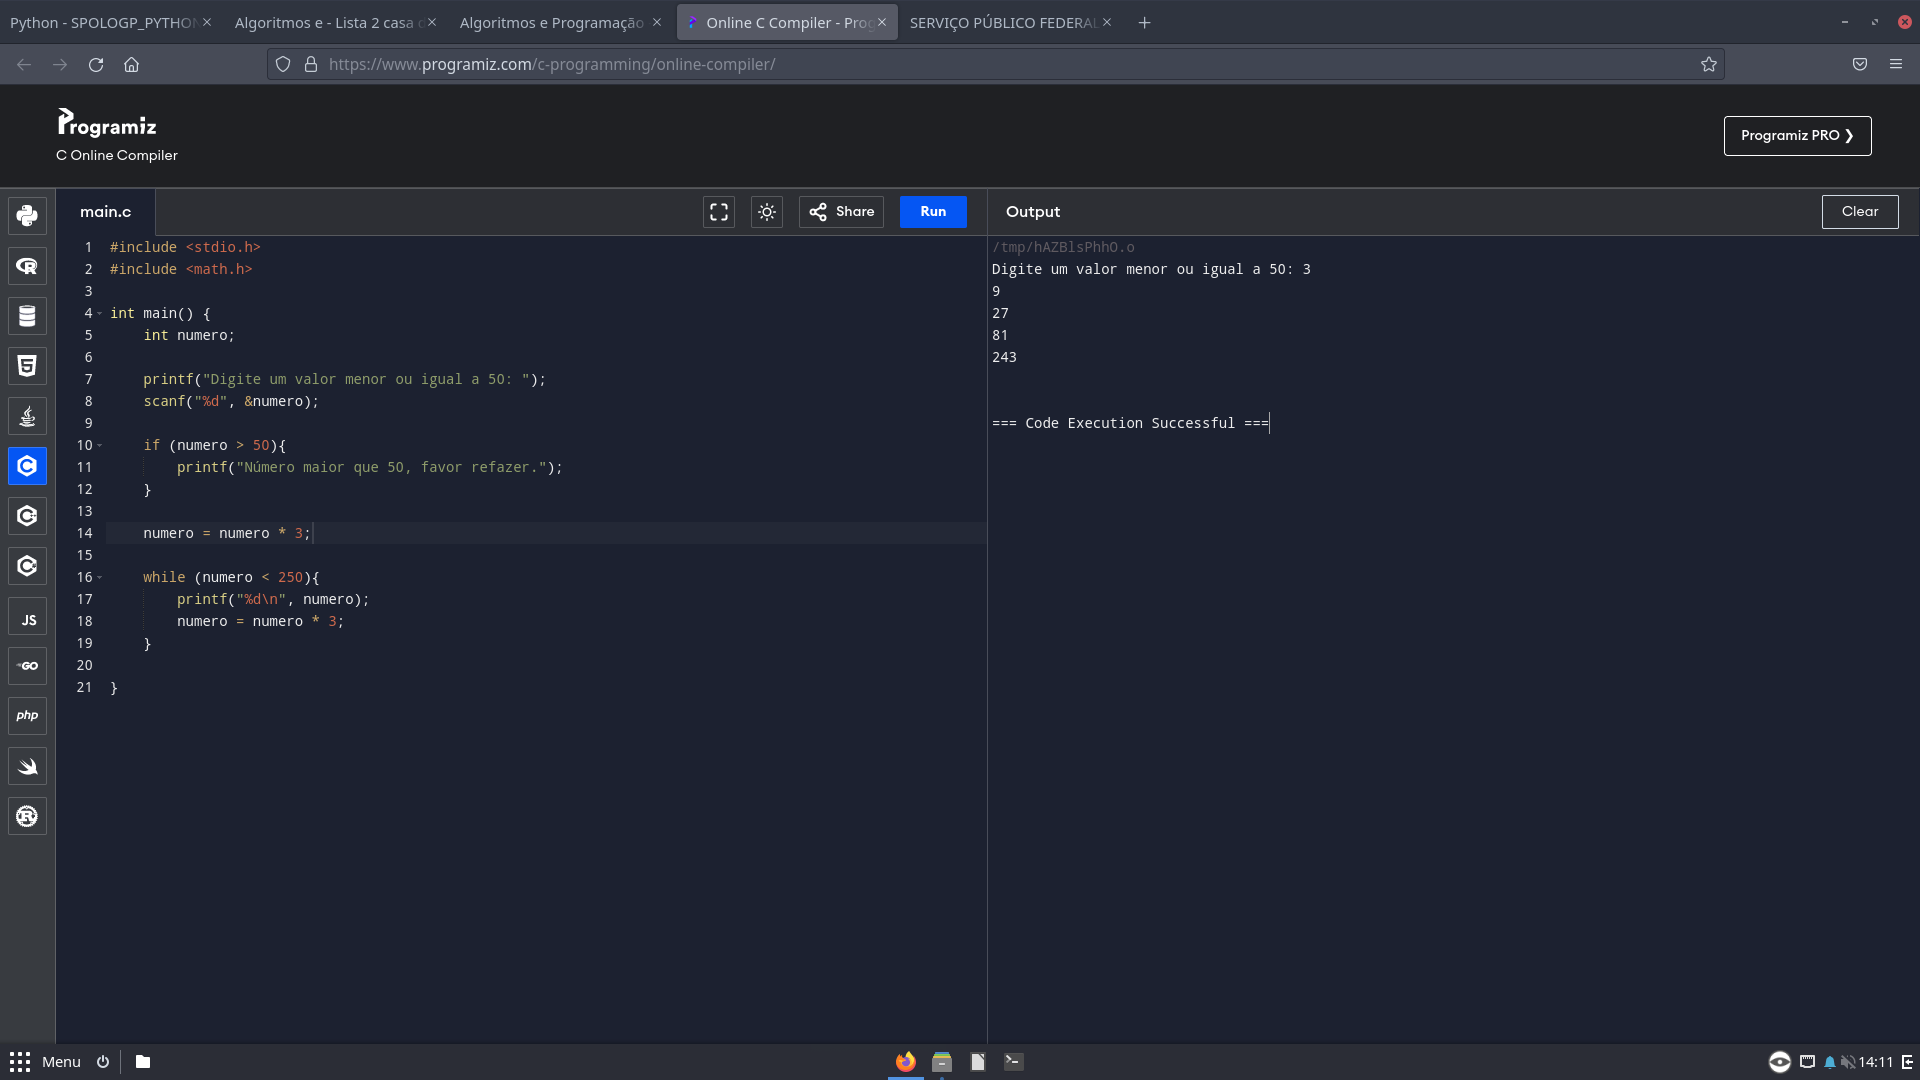 Python - SPOLOGP_PYTHON
Algoritmos e - Lista 2 casa d
Algoritmos e Programação
Online C Compiler - Prog
SERVIÇO PÚBLICO FEDERAL
https://www.programiz.com/c-programming/online-compiler/
Programiz
C Online Compiler
Programiz PRO ❯
main.c
Share
Run
Output
Clear
1 #include <stdio.h>
2 #include <math.h>
3
4 int main() {
5     int numero;
6
7     printf("Digite um valor menor ou igual a 50: ");
8     scanf("%d", &numero);
9
10     if (numero > 50){
11         printf("Número maior que 50, favor refazer.");
12     }
13
14     numero = numero * 3;
15
16     while (numero < 250){
17         printf("%d\n", numero);
18         numero = numero * 3;
19     }
20
21 }
/tmp/hAZBlsPhhO.o
Digite um valor menor ou igual a 50: 3
9
27
81
243
=== Code Execution Successful ===
JS
GO
php
Menu
14:11